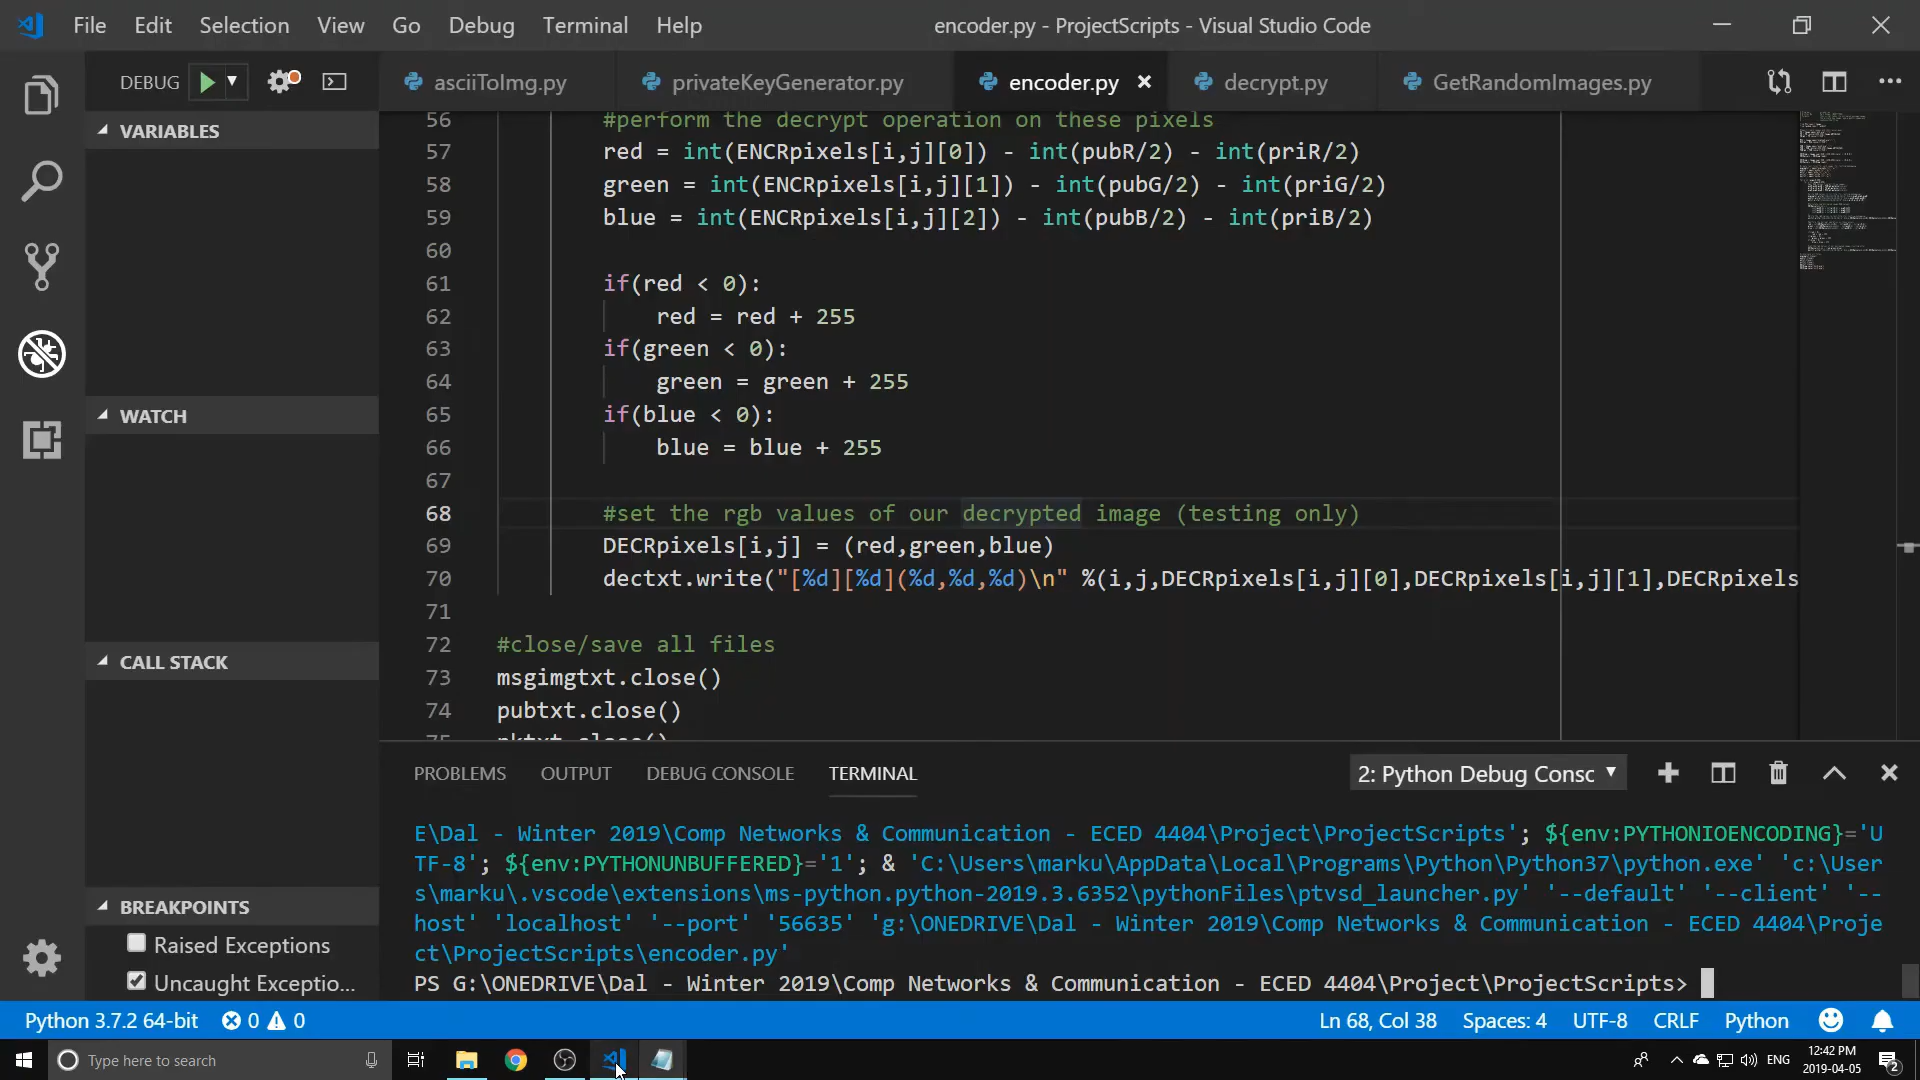 File Edit Selection View Go Debug Terminal Help encoder.py - ProjectScripts - Visual Studio Code
DEBUG asciiToImg.py privateKeyGenerator.py encoder.py decrypt.py GetRandomImages.py
VARIABLES
WATCH
CALL STACK
BREAKPOINTS
Raised Exceptions
Uncaught Exceptio...
56 #perform the decrypt operation on these pixels
57 red = int(ENCRpixels[i,j][0]) - int(pubR/2) - int(priR/2)
58 green = int(ENCRpixels[i,j][1]) - int(pubG/2) - int(priG/2)
59 blue = int(ENCRpixels[i,j][2]) - int(pubB/2) - int(priB/2)
60
61 if(red < 0):
62 red = red + 255
63 if(green < 0):
64 green = green + 255
65 if(blue < 0):
66 blue = blue + 255
67
68 #set the rgb values of our decrypted image (testing only)
69 DECRpixels[i,j] = (red,green,blue)
70 dectxt.write("[%d][%d](%d,%d,%d)\n" %(i,j,DECRpixels[i,j][0],DECRpixels[i,j][1],DECRpixels
71
72 #close/save all files
73 msgimgtxt.close()
74 pubtxt.close()
PROBLEMS OUTPUT DEBUG CONSOLE TERMINAL 2: Python Debug Consc
E\Dal - Winter 2019\Comp Networks & Communication - ECED 4404\Project\ProjectScripts'; ${env:PYTHONIOENCODING}='U
TF-8'; ${env:PYTHONUNBUFFERED}='1'; & 'C:\Users\marku\AppData\Local\Programs\Python\Python37\python.exe' 'c:\User
s\marku\.vscode\extensions\ms-python.python-2019.3.6352\pythonFiles\ptvsd_launcher.py' '--default' '--client' '--
host' 'localhost' '--port' '56635' 'g:\ONEDRIVE\Dal - Winter 2019\Comp Networks & Communication - ECED 4404\Proje
ct\ProjectScripts\encoder.py'
PS G:\ONEDRIVE\Dal - Winter 2019\Comp Networks & Communication - ECED 4404\Project\ProjectScripts>
Python 3.7.2 64-bit 0 0 Ln 68, Col 38 Spaces: 4 UTF-8 CRLF Python
Type here to search ENG 12:42 PM
2019-04-05 2